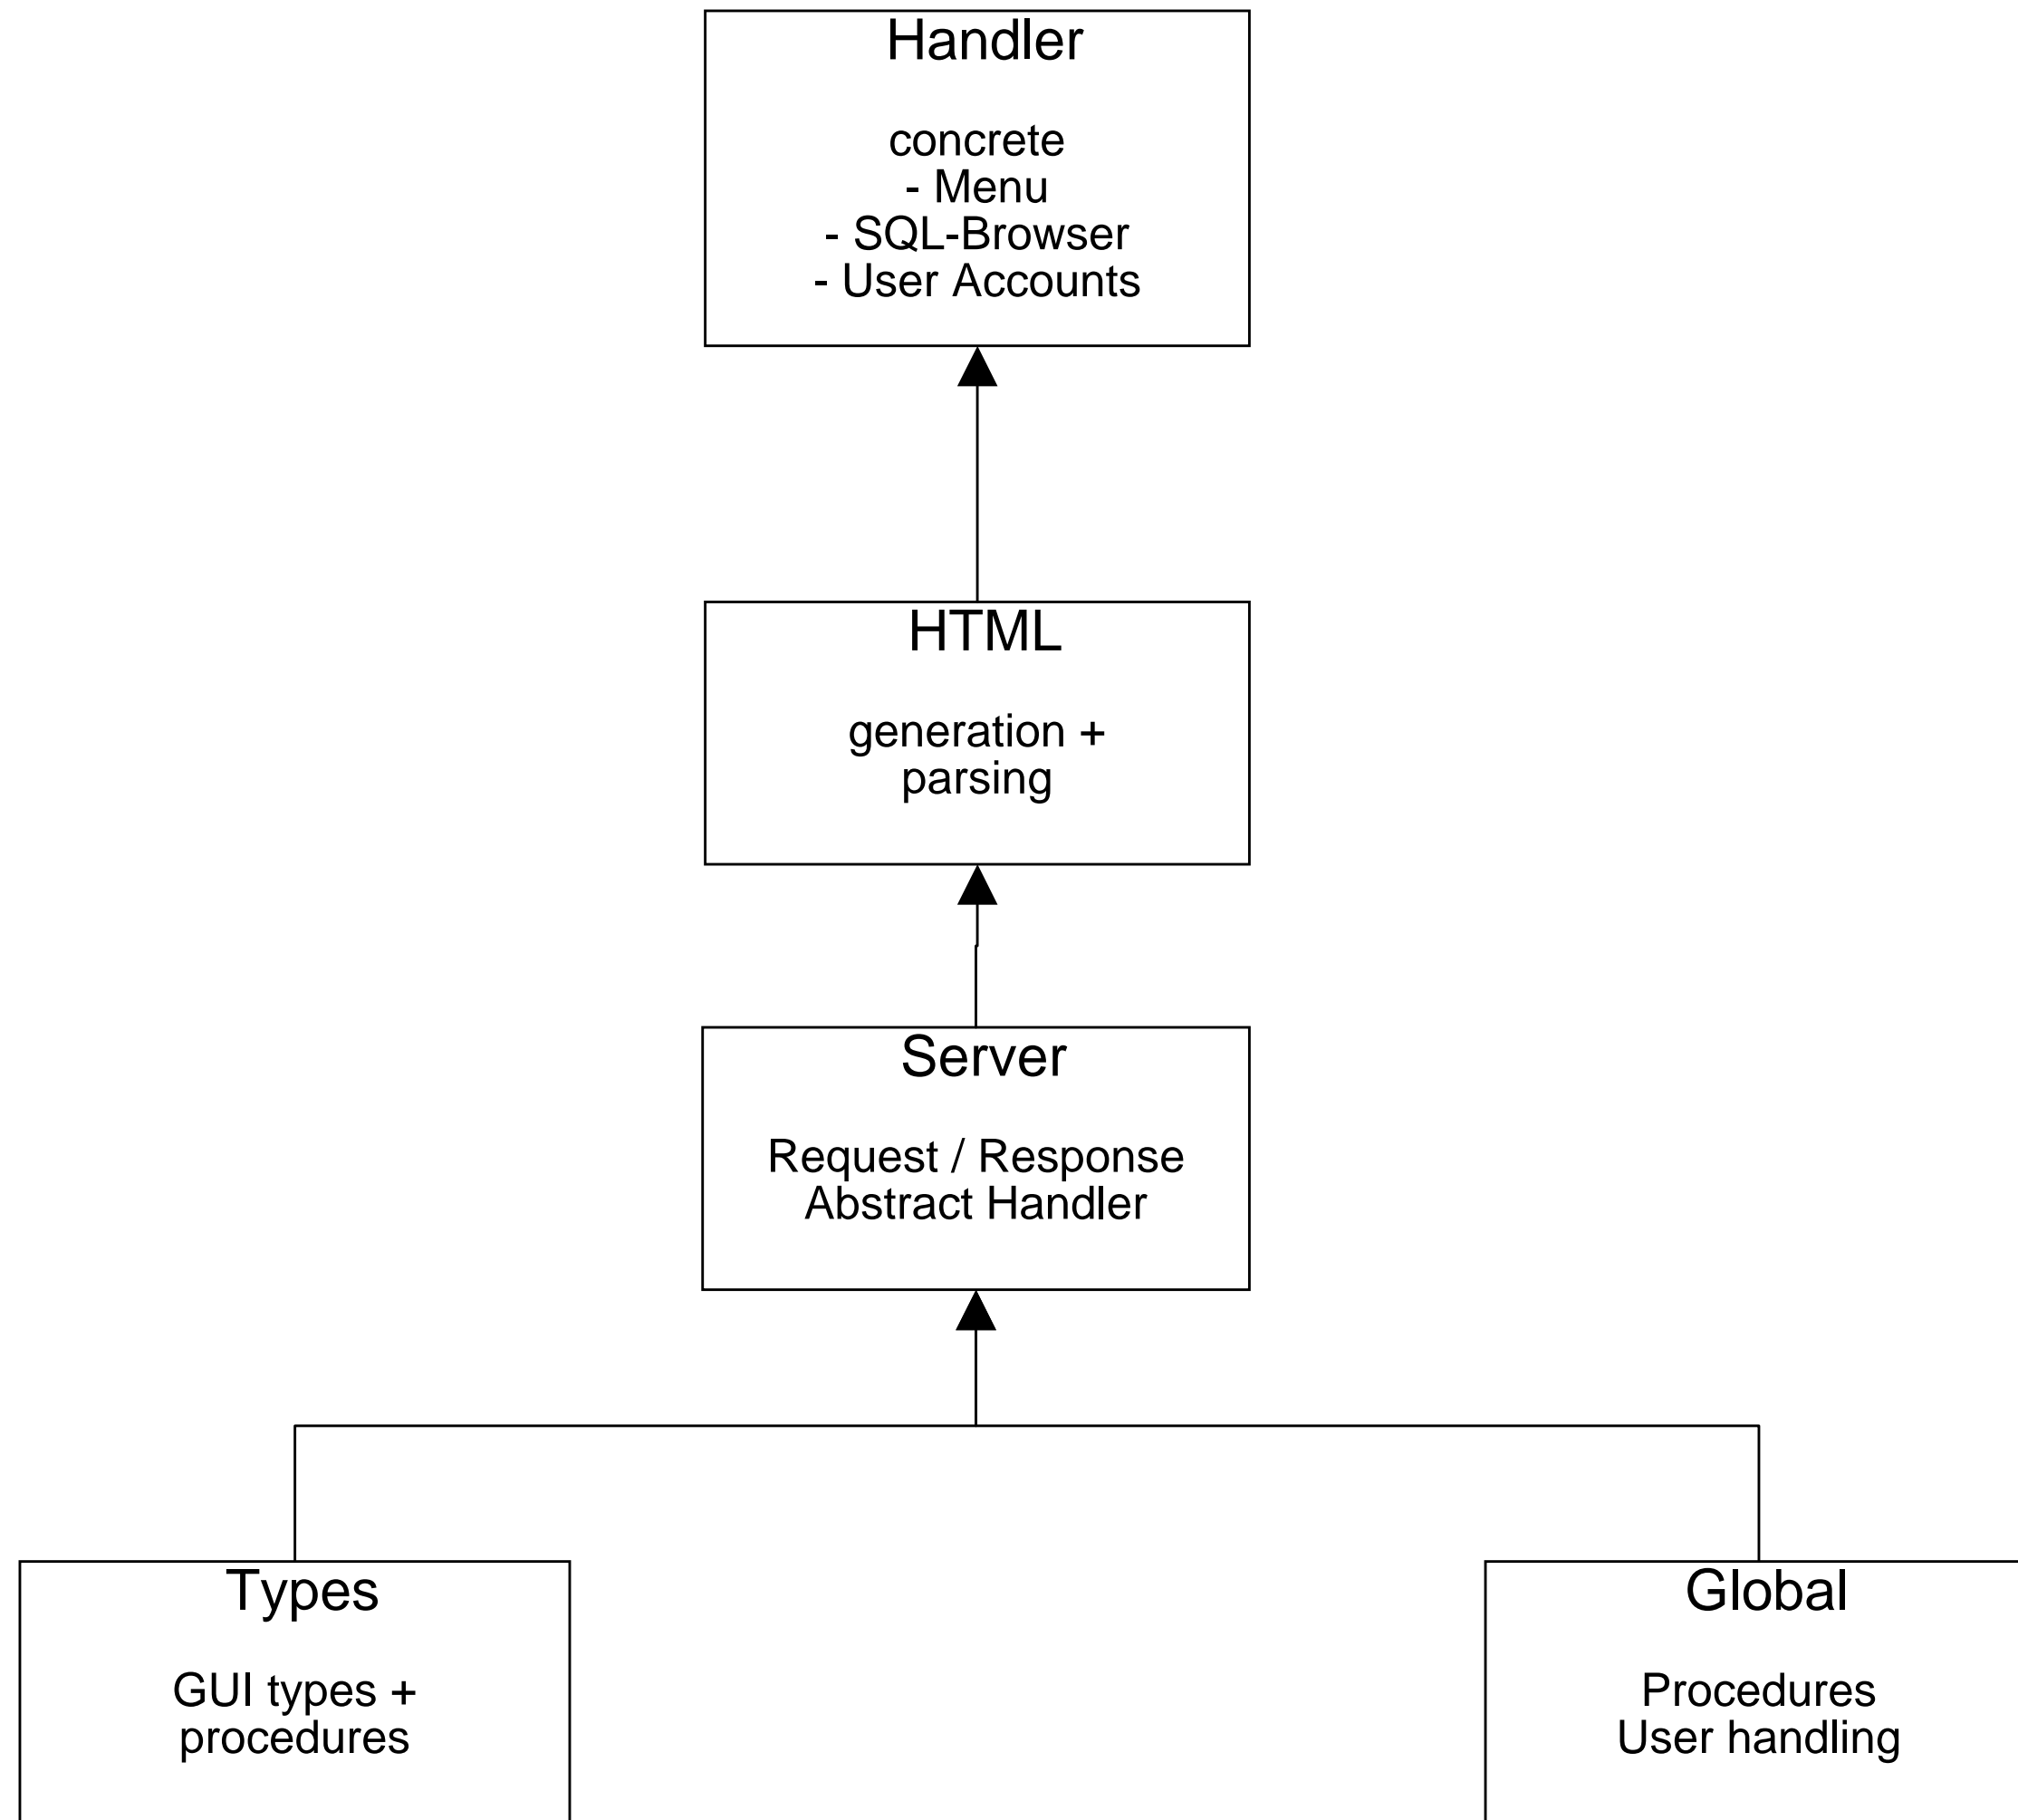 Handler
concrete
- Menu
- SQL-Browser
- User Accounts
HTML
generation +
parsing
Server
Request / Response
Abstract Handler
Types
GUI types +
procedures
Global
Procedures
User handling